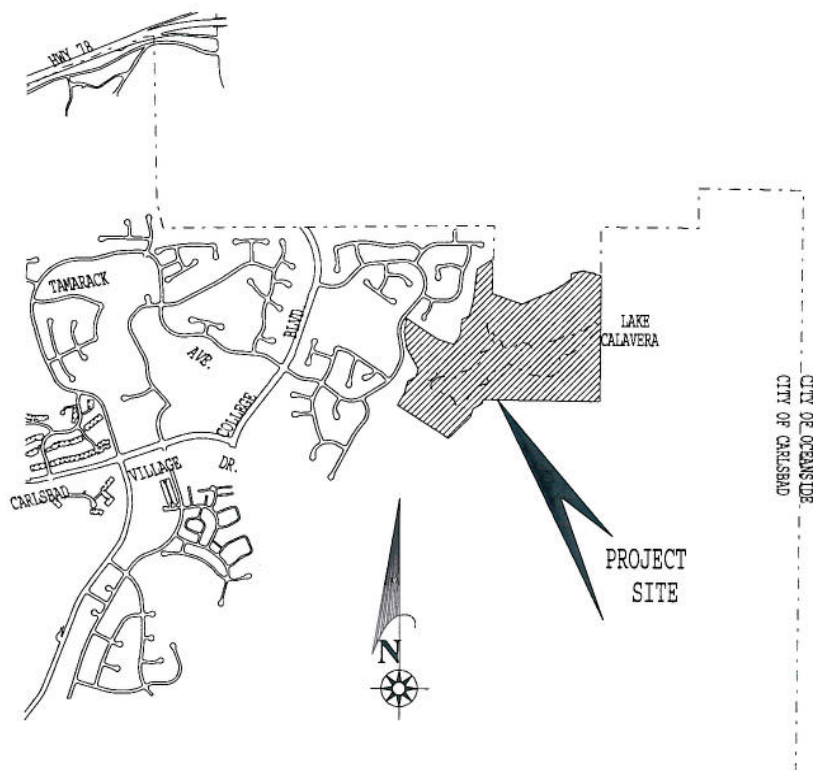 HWY 78
TAMARACK
AVE.
BLVD.
COLLEGE
LAKE
CALAVERA
CITY OF OCEANSIDE
CITY OF CARLSBAD
CARLSBAD
VILLAGE
DR.
PROJECT
SITE
N